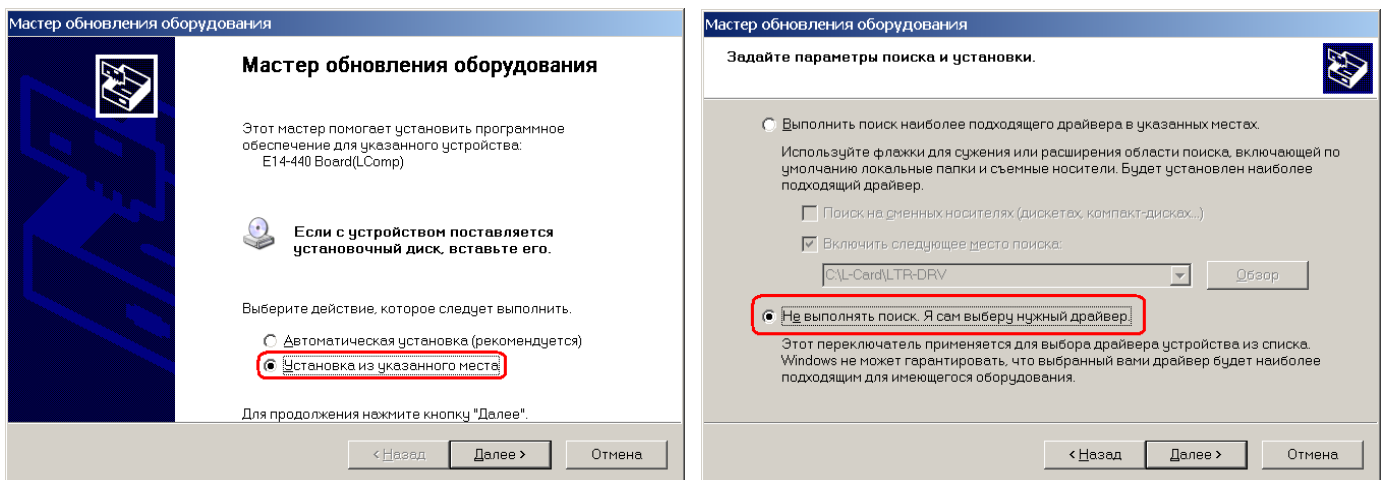 Мастер обновления оборудования
Мастер обновления оборудования
Этот мастер помогает установить программное
обеспечение для указанного устройства:
E14-440 Board(LComp)
Если с устройством поставляется
установочный диск, вставьте его.
Выберите действие, которое следует выполнить.
Автоматическая установка (рекомендуется)
Установка из указанного места
Для продолжения нажмите кнопку "Далее".
< Назад
Далее >
Отмена
Мастер обновления оборудования
Задайте параметры поиска и установки.
Выполнить поиск наиболее подходящего драйвера в указанных местах.
Используйте флажки для сужения или расширения области поиска, включающей по
умолчанию локальные папки и съемные носители. Будет установлен наиболее
подходящий драйвер.
Поиск на сменных носителях (дискетах, компакт-дисках...)
Включить следующее место поиска:
C:\L-Card\LTR-DRV
Обзор
Не выполнять поиск. Я сам выберу нужный драйвер.
Этот переключатель применяется для выбора драйвера устройства из списка.
Windows не может гарантировать, что выбранный вами драйвер будет наиболее
подходящим для имеющегося оборудования.
< Назад
Далее >
Отмена